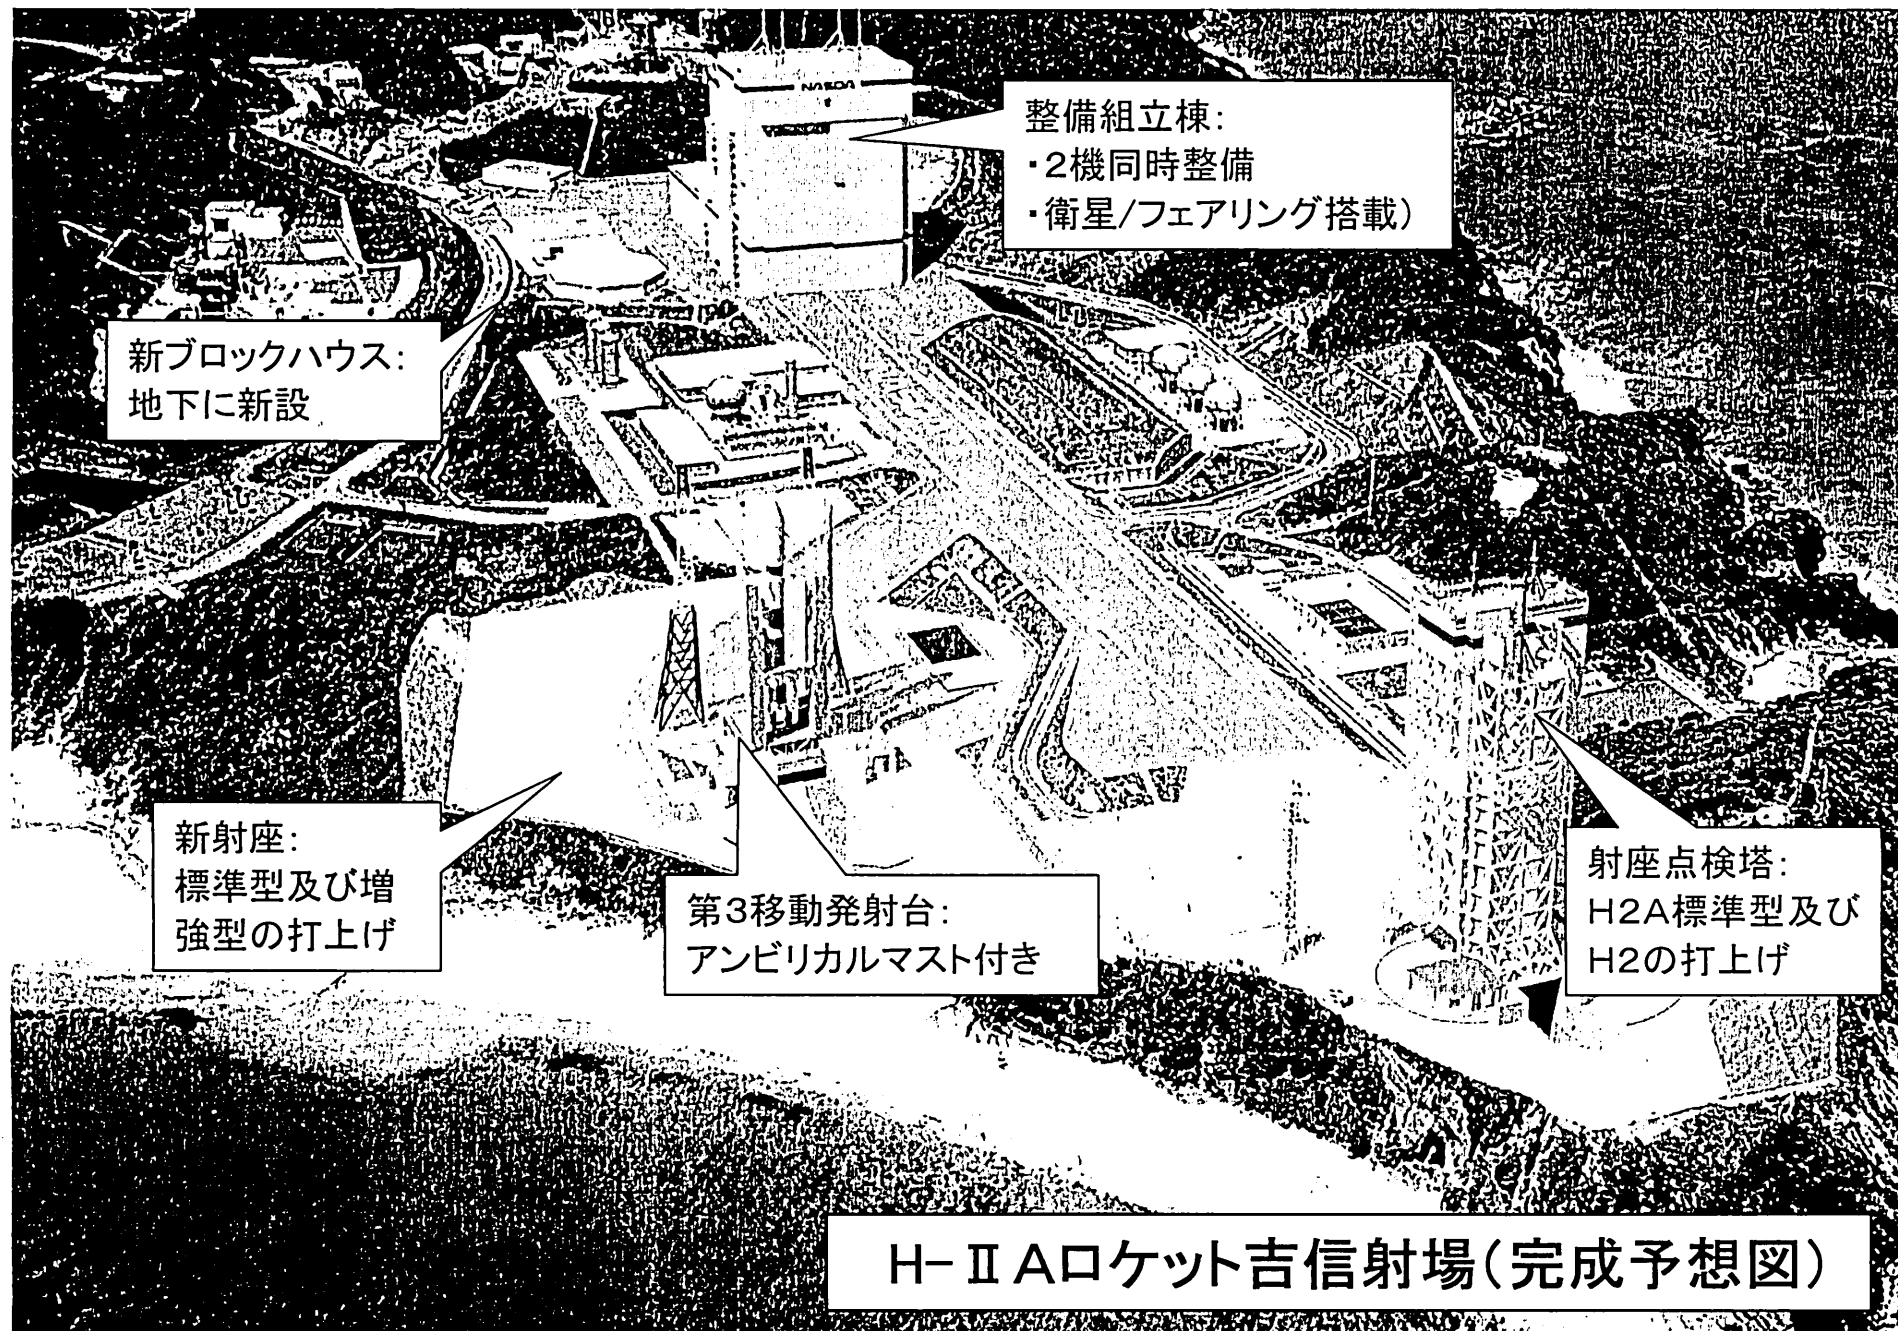 NASDA
整備組立棟：
・2機同時整備
・衛星/フェアリング搭載）
新ブロックハウス：
地下に新設
新射座：
標準型及び増
強型の打上げ
第3移動発射台：
アンビリカルマスト付き
射座点検塔：
H2A標準型及び
H2の打上げ
H-ⅡAロケット吉信射場（完成予想図）